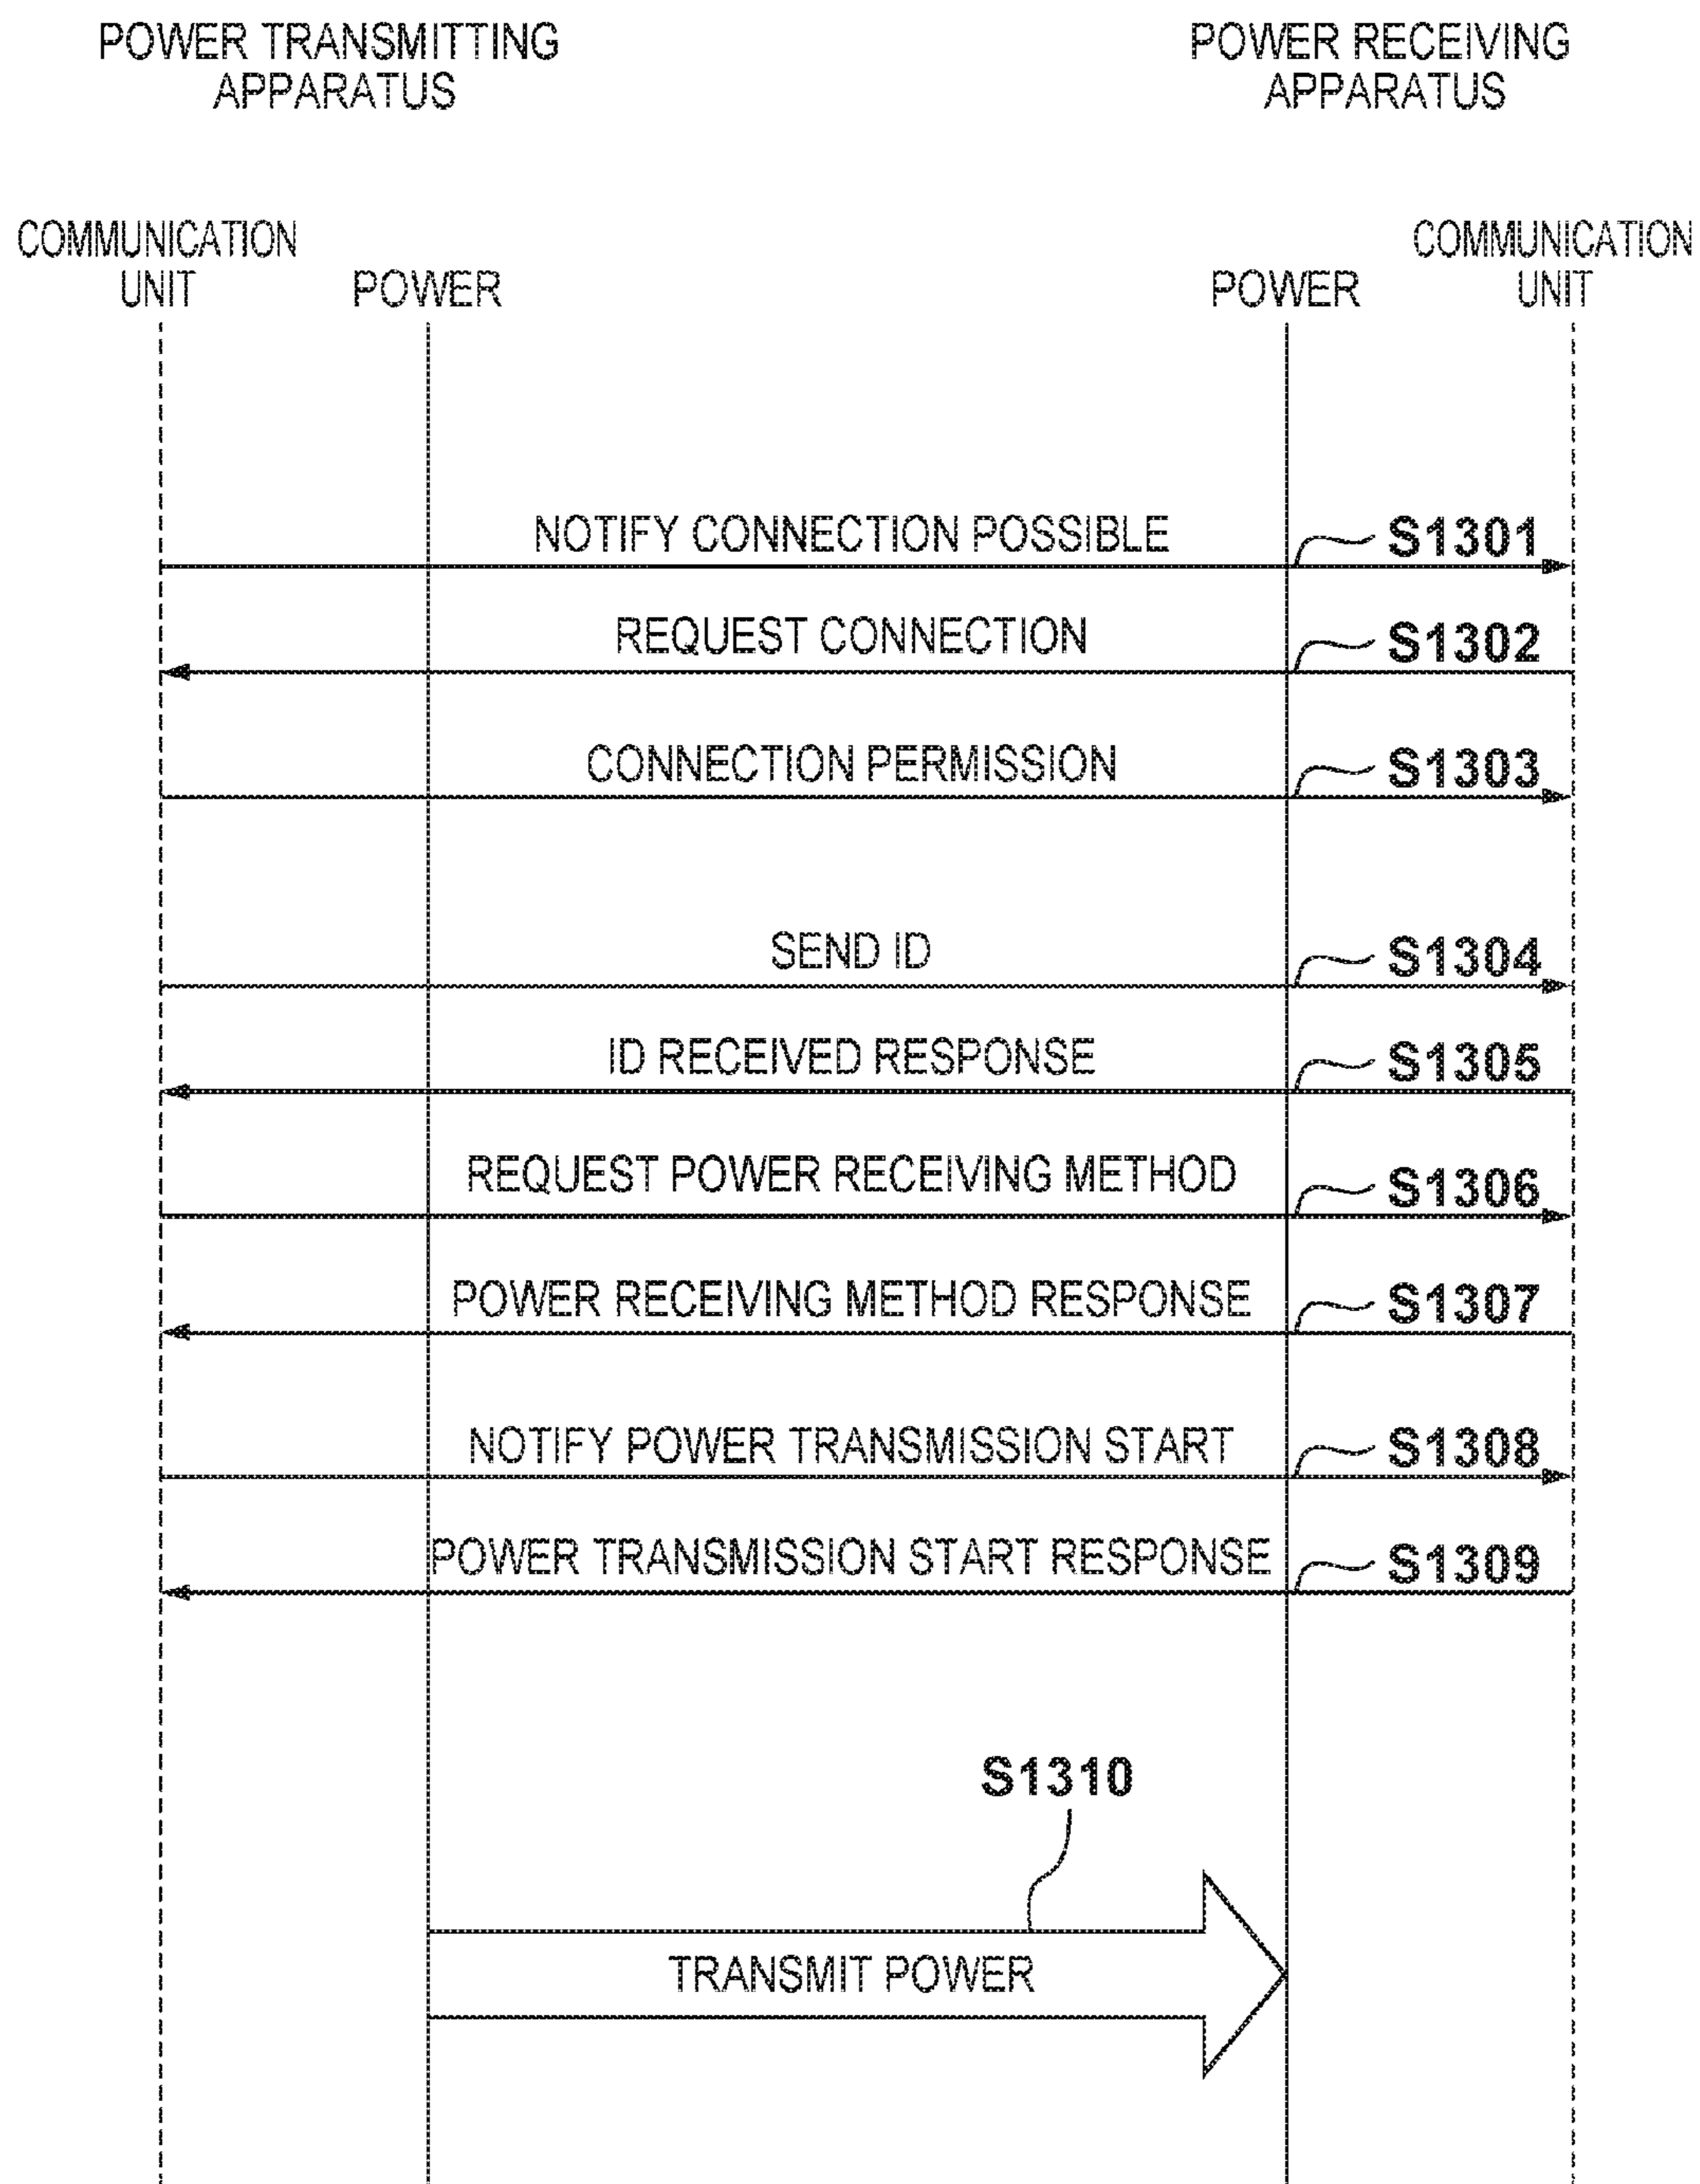 POWER TRANSMITTING
APPARATUS
POWER RECEIVING
APPARATUS
COMMUNICATION
UNIT
POWER
POWER
COMMUNICATION
UNIT
NOTIFY CONNECTION POSSIBLE
S1301
REQUEST CONNECTION
S1302
CONNECTION PERMISSION
S1303
SEND ID
S1304
ID RECEIVED RESPONSE
S1305
REQUEST POWER RECEIVING METHOD
S1306
POWER RECEIVING METHOD RESPONSE
S1307
NOTIFY POWER TRANSMISSION START
S1308
POWER TRANSMISSION START RESPONSE
S1309
S1310
TRANSMIT POWER